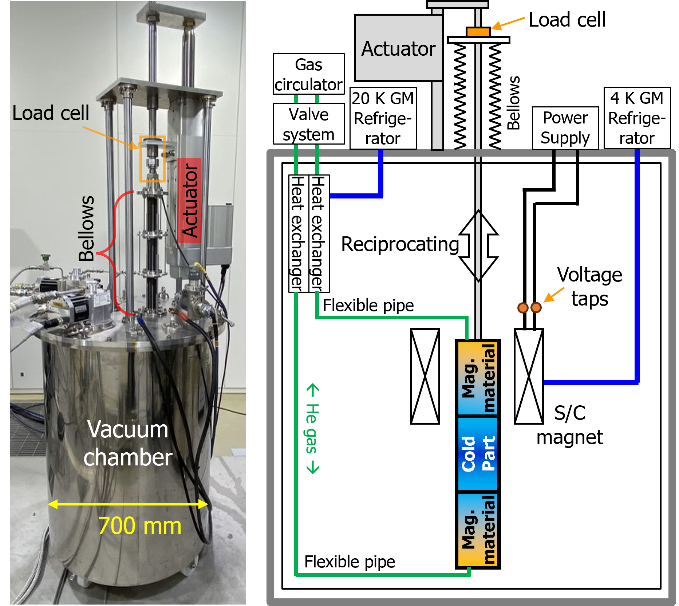 Load cell
Bellows
Actuator
Vacuum
chamber
700 mm
Actuator
Load cell
Gas
circulator
Valve
system
20 K GM
Refrige-
rator
Bellows
Power
Supply
4 K GM
Refrige-
rator
Heat exchanger
Heat exchanger
Reciprocating
Voltage
taps
Flexible pipe
Mag.
material
S/C
magnet
← He gas →
Cold
Part
Mag.
material
Flexible pipe